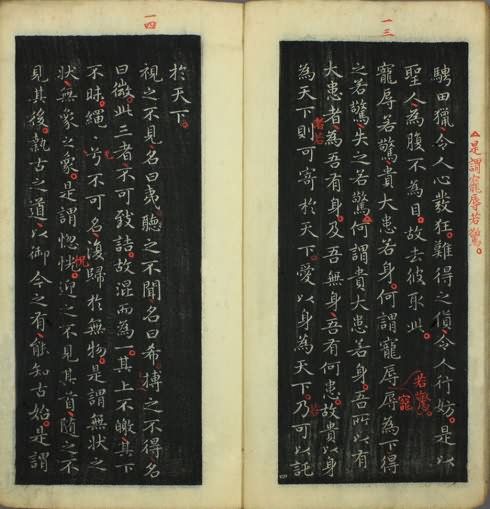 一三
是謂寵辱若驚
騁田獵令人心發狂難得之貨令人行妨是以
聖人為腹不為目故去彼取此
寵辱若驚貴大患若身何謂寵辱辱為下得
若驚
寵
之若驚失之若驚何謂貴大患若身吾所以有
大患者為吾有身及吾無身吾有何患故貴以身
為天下則可寄於天下愛以身為天下乃可以託
一四
於天下
視之不見名曰夷聽之不聞名曰希搏之不得名
曰微此三者不可致詰故混而為一其上不皦其下
不昧繩兮不可名復歸於無物是謂無狀之
狀無象之象是謂惚恍迎之不見其首隨之不
見其後執古之道以御今之有能知古始是謂